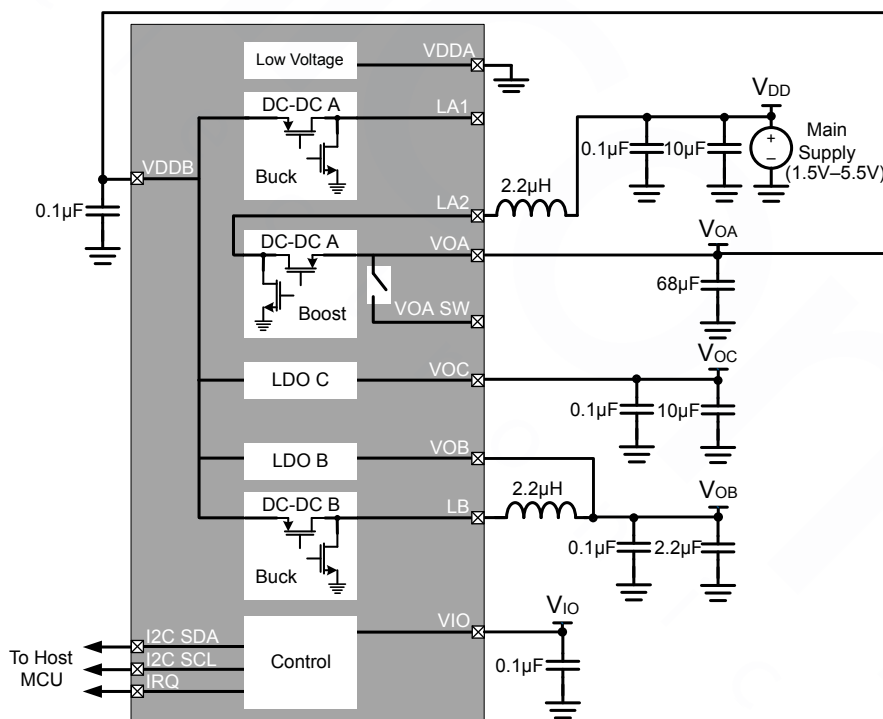 Low Voltage
VDDA
DC-DC A
LA1
Buck
VDDB
0.1µF
LA2
2.2µH
0.1µF
10µF
VDD
Main
Supply
(1.5V–5.5V)
DC-DC A
VOA
Boost
VOA SW
VOA
68µF
LDO C
VOC
VOC
0.1µF
10µF
LDO B
VOB
DC-DC B
LB
Buck
2.2µH
VOB
0.1µF
2.2µF
VIO
VIO
0.1µF
Control
I2C SDA
I2C SCL
IRQ
To Host
MCU